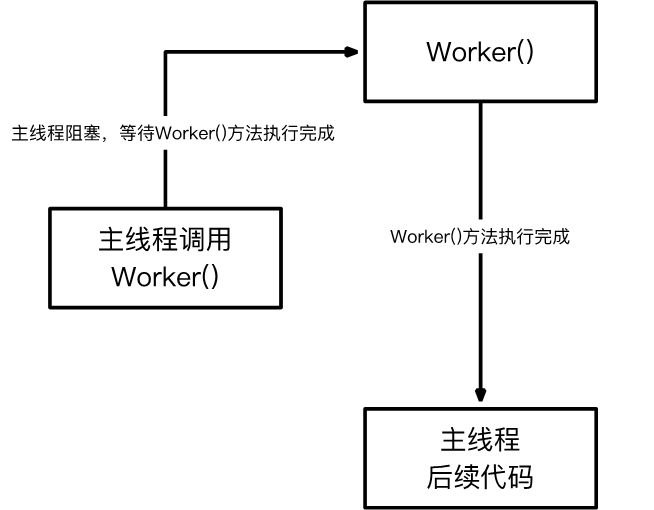 Worker()
主线程阻塞，等待Worker()方法执行完成
主线程调用
Worker()
Worker()方法执行完成
主线程
后续代码